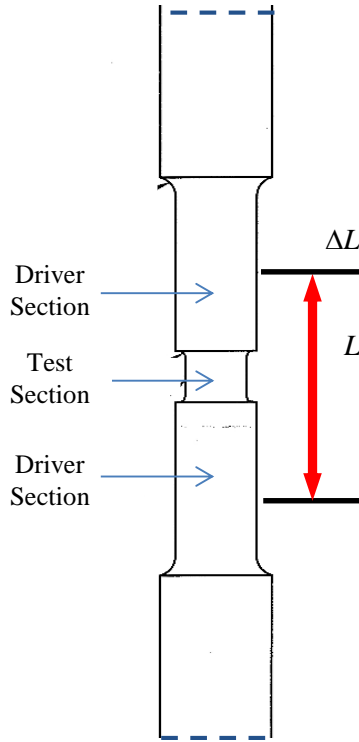 ΔL
Driver
Section
L
Test
Section
Driver
Section